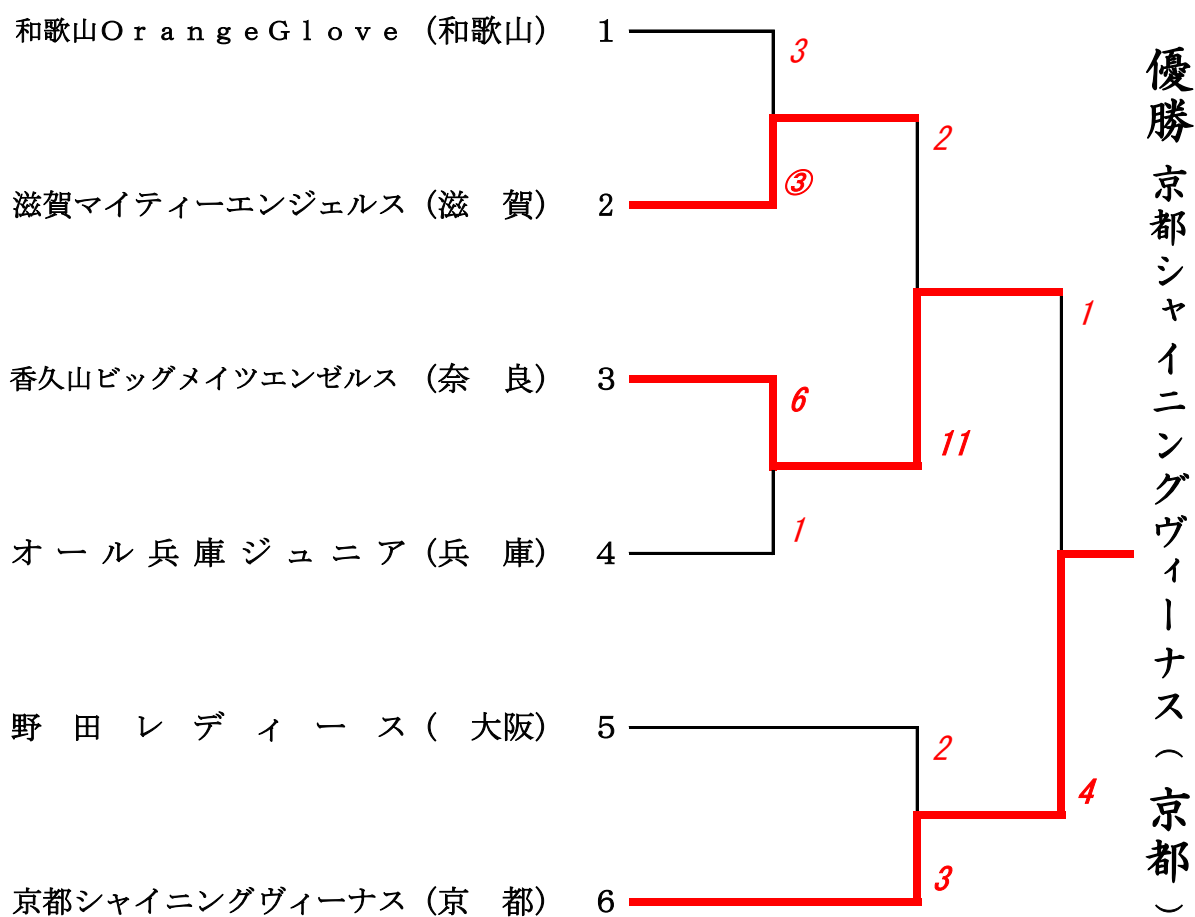 和歌山ＯｒａｎｇｅＧｌｏｖｅ (和歌山) 1
3
2
③
滋賀マイティーエンジェルス (滋　賀) 2
1
香久山ビッグメイツエンゼルス (奈　良) 3
6
11
1
オール兵庫ジュニア (兵　庫) 4
野田レディース (　大阪) 5
2
4
3
京都シャイニングヴィーナス (京　都) 6
優勝 京都シャイニングヴィーナス（京都）